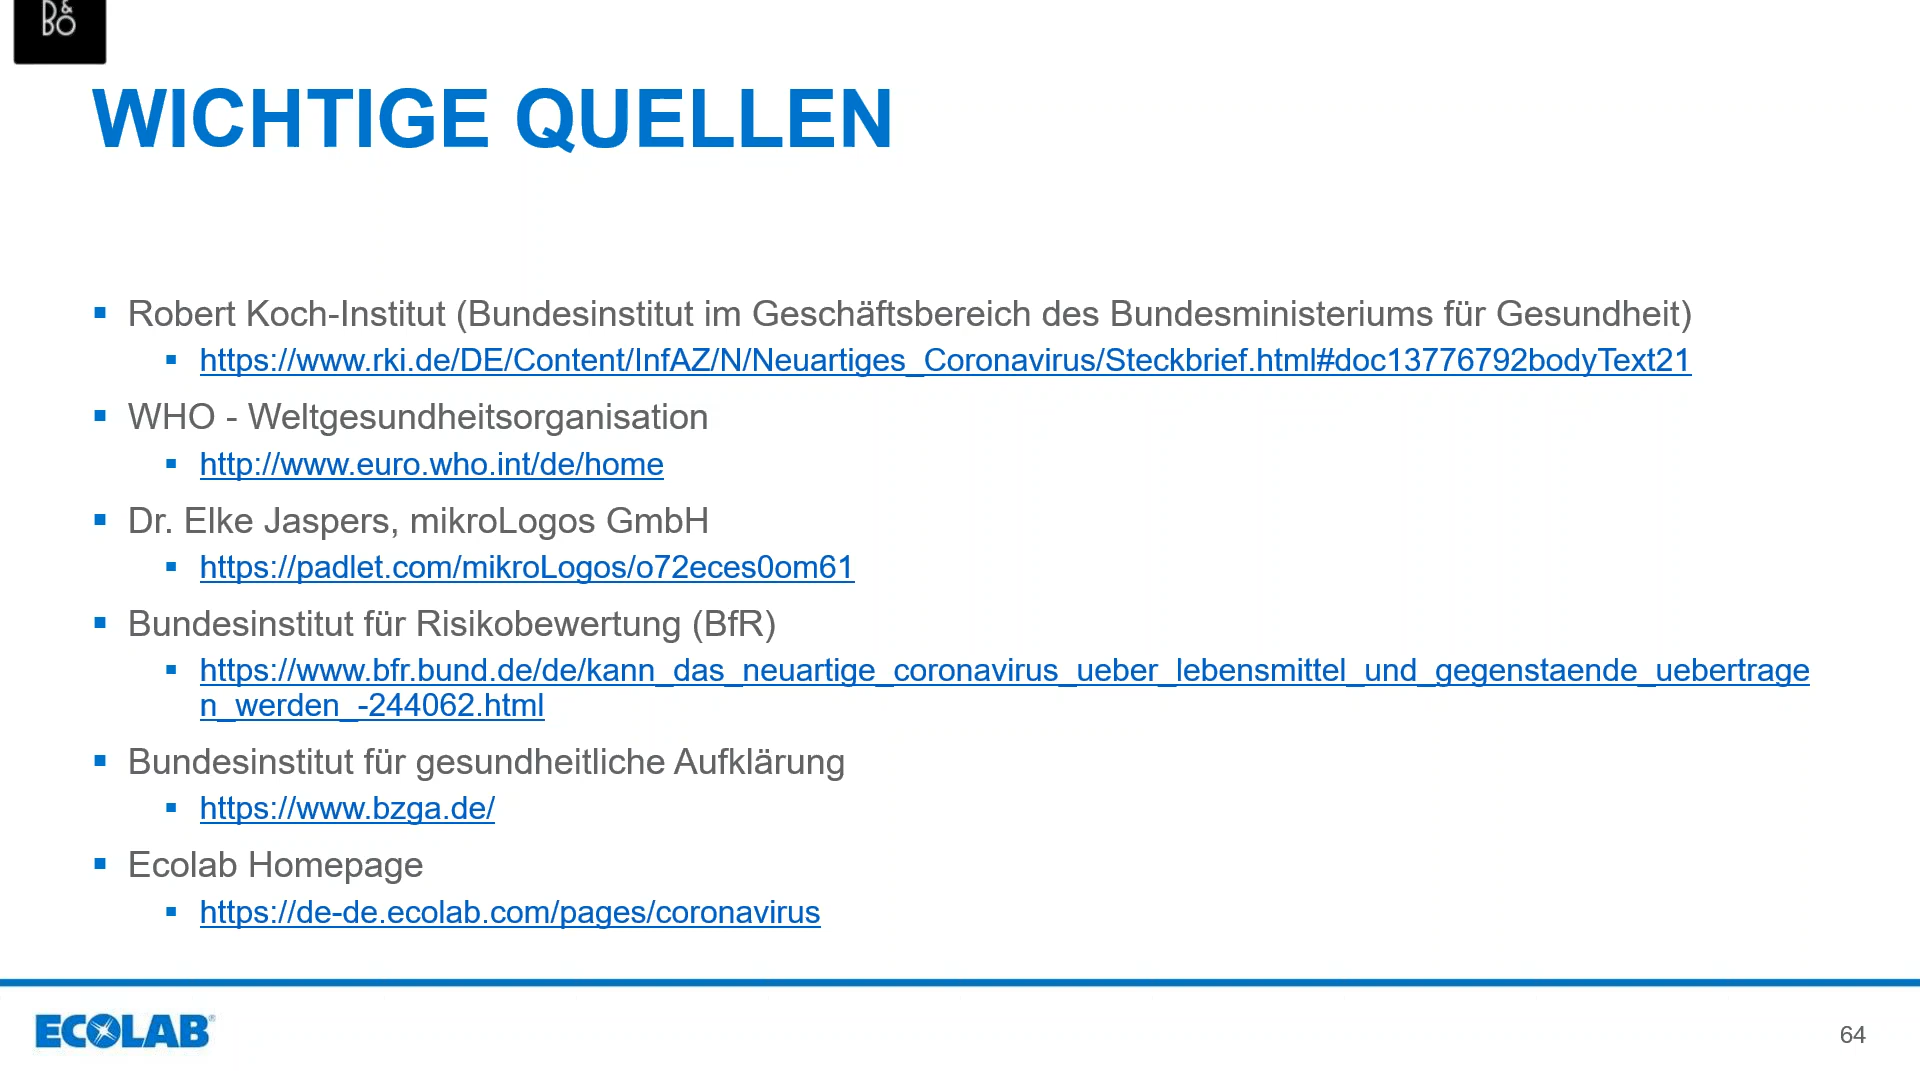 B&O
WICHTIGE QUELLEN
Robert Koch-Institut (Bundesinstitut im Geschäftsbereich des Bundesministeriums für Gesundheit)
https://www.rki.de/DE/Content/InfAZ/N/Neuartiges_Coronavirus/Steckbrief.html#doc13776792bodyText21
WHO - Weltgesundheitsorganisation
http://www.euro.who.int/de/home
Dr. Elke Jaspers, mikroLogos GmbH
https://padlet.com/mikroLogos/o72eces0om61
Bundesinstitut für Risikobewertung (BfR)
https://www.bfr.bund.de/de/kann_das_neuartige_coronavirus_ueber_lebensmittel_und_gegenstaende_uebertrage
n_werden_-244062.html
Bundesinstitut für gesundheitliche Aufklärung
https://www.bzga.de/
Ecolab Homepage
https://de-de.ecolab.com/pages/coronavirus
ECOLAB®
64